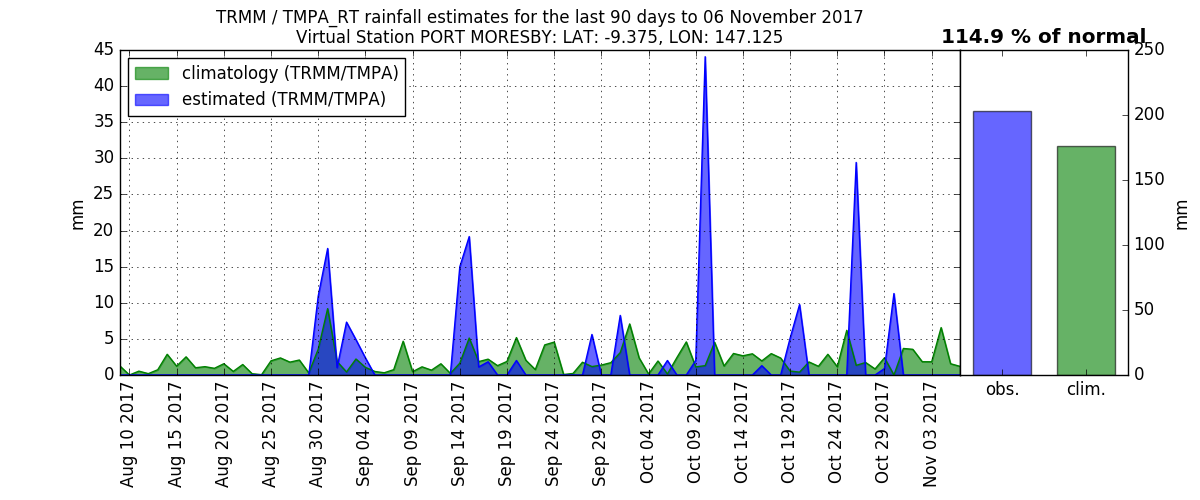 TRMM / TMPA_RT rainfall estimates for the last 90 days to 06 November 2017
Virtual Station PORT MORESBY: LAT: -9.375, LON: 147.125
114.9 % of normal
climatology (TRMM/TMPA)
estimated (TRMM/TMPA)
45
40
35
30
25
20
15
10
5
0
mm
Aug 10 2017
Aug 15 2017
Aug 20 2017
Aug 25 2017
Aug 30 2017
Sep 04 2017
Sep 09 2017
Sep 14 2017
Sep 19 2017
Sep 24 2017
Sep 29 2017
Oct 04 2017
Oct 09 2017
Oct 14 2017
Oct 19 2017
Oct 24 2017
Oct 29 2017
Nov 03 2017
obs.
clim.
250
200
150
100
50
0
mm